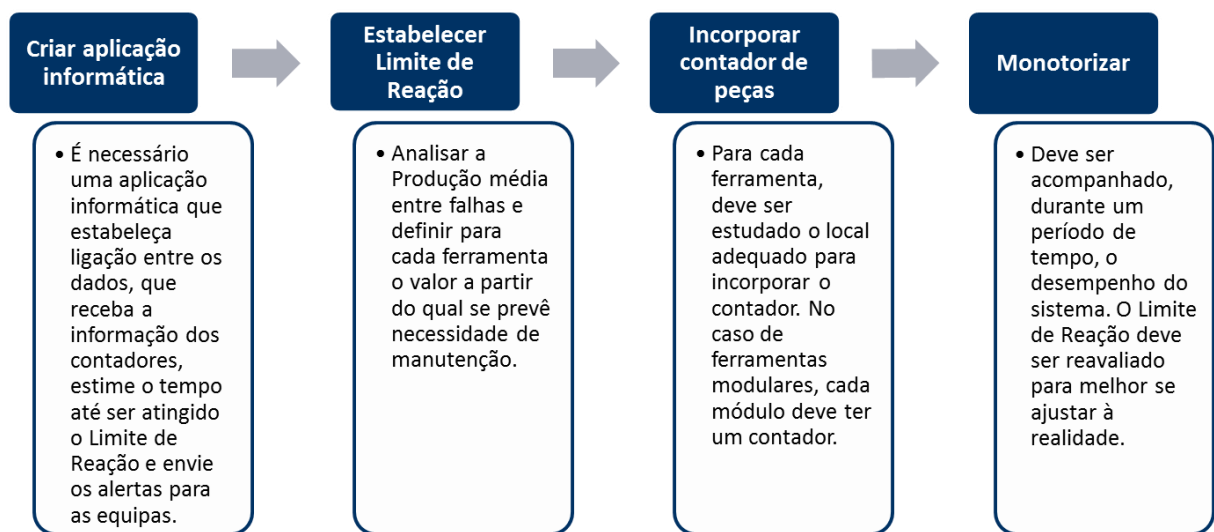 Criar aplicação
informática
Estabelecer
Limite de
Reação
Incorporar
contador de
peças
Monotorizar
• É necessário
uma aplicação
informática que
estabeleça
ligação entre os
dados, que
receba a
informação dos
contadores,
estime o tempo
até ser atingido
o Limite de
Reação e envie
os alertas para
as equipas.
• Analisar a
Produção média
entre falhas e
definir para
cada ferramenta
o valor a partir
do qual se prevê
necessidade de
manutenção.
• Para cada
ferramenta,
deve ser
estudado o local
adequado para
incorporar o
contador. No
caso de
ferramentas
modulares, cada
módulo deve ter
um contador.
• Deve ser
acompanhado,
durante um
período de
tempo, o
desempenho do
sistema. O Limite
de Reação deve
ser reavaliado
para melhor se
ajustar à
realidade.